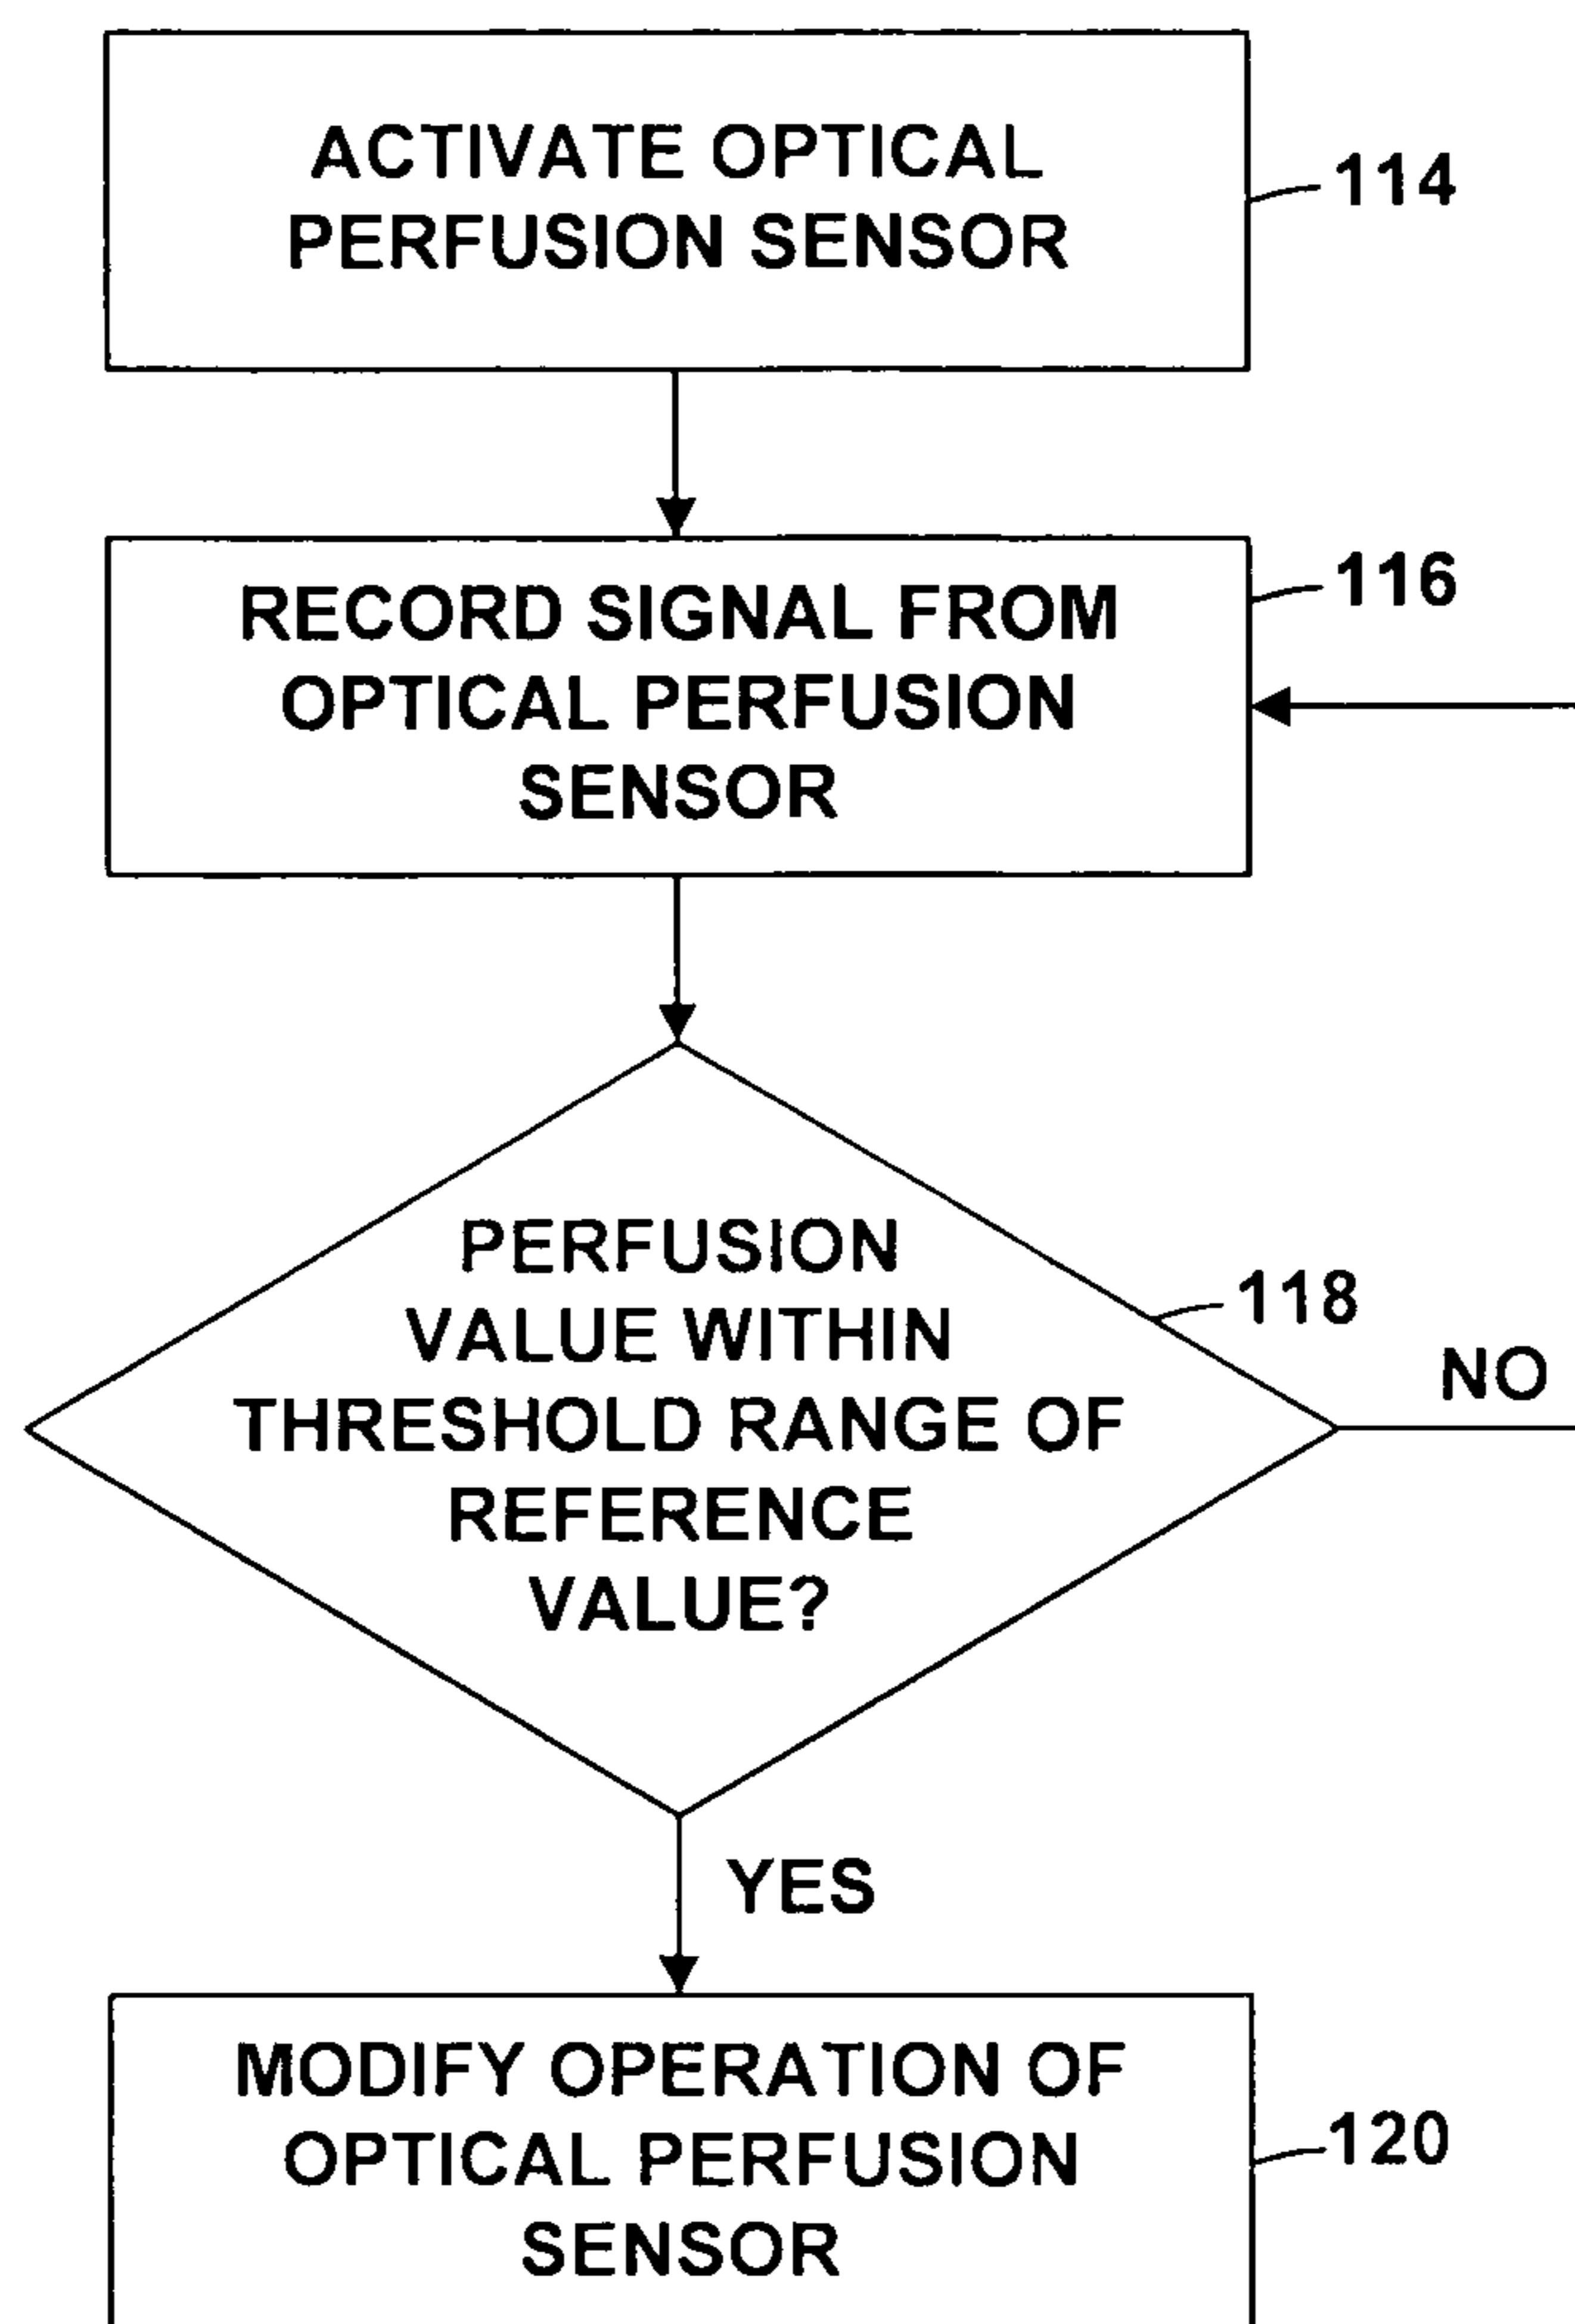 ACTIVATE OPTICAL
PERFUSION SENSOR
114
RECORD SIGNAL FROM
OPTICAL PERFUSION
SENSOR
116
PERFUSION
VALUE WITHIN
THRESHOLD RANGE OF
REFERENCE
VALUE?
118
NO
YES
MODIFY OPERATION OF
OPTICAL PERFUSION
SENSOR
120